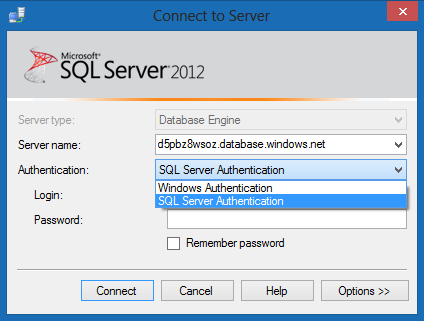 Connect to Server
Microsoft
SQL Server 2012
Server type: Database Engine
Server name: d5pbz8wsoz.database.windows.net
Authentication: SQL Server Authentication
Windows Authentication
Login: SQL Server Authentication
Password:
Remember password
Connect Cancel Help Options >>